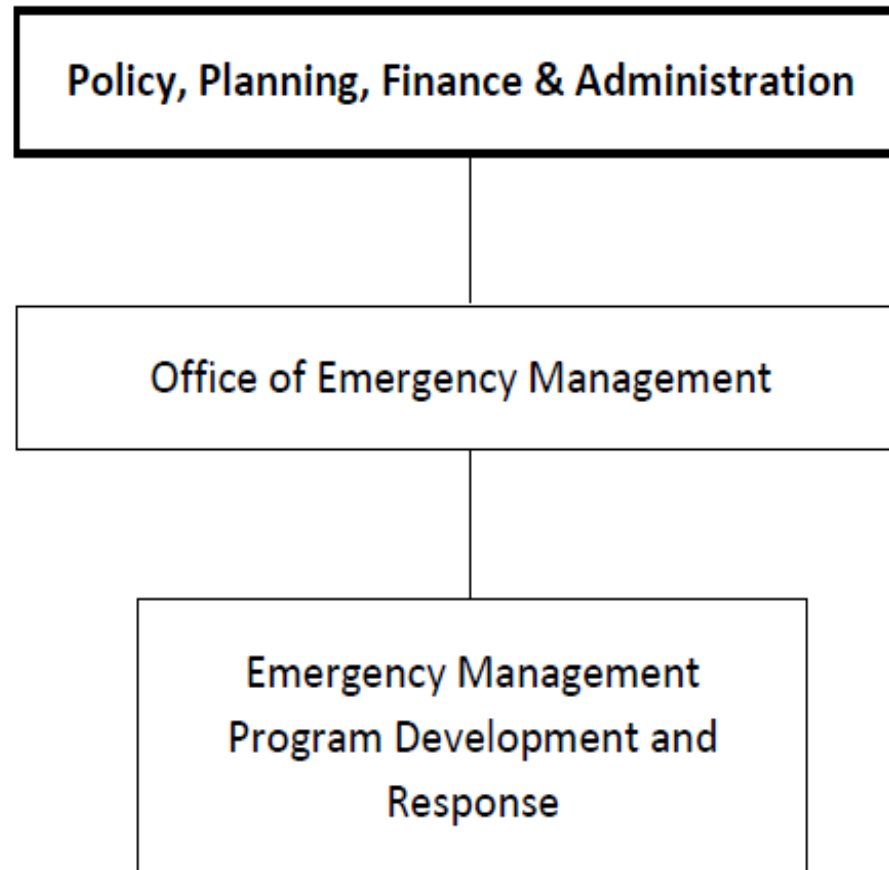 Policy, Planning, Finance & Administration
Office of Emergency Management
Emergency Management
Program Development and
Response